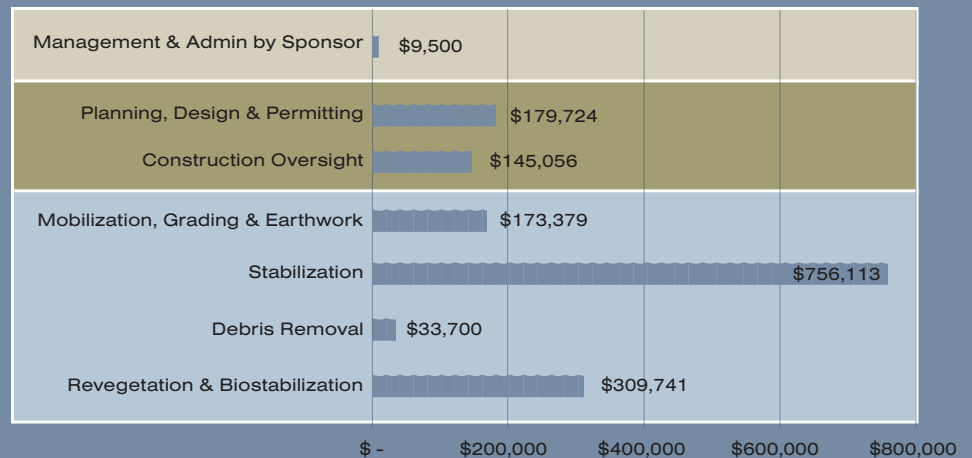 Management & Admin by Sponsor $9,500
Planning, Design & Permitting $179,724
Construction Oversight $145,056
Mobilization, Grading & Earthwork $173,379
Stabilization $756,113
Debris Removal $33,700
Revegetation & Biostabilization $309,741
$ - $200,000 $400,000 $600,000 $800,000